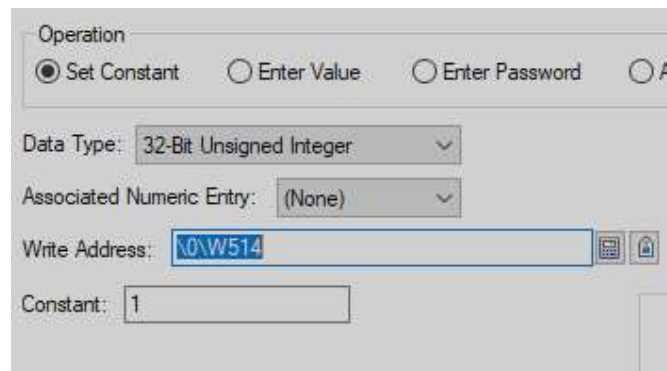 Operation
Set Constant Enter Value Enter Password A
Data Type: 32-Bit Unsigned Integer
Associated Numeric Entry: (None)
Write Address: \0\W514
Constant: 1